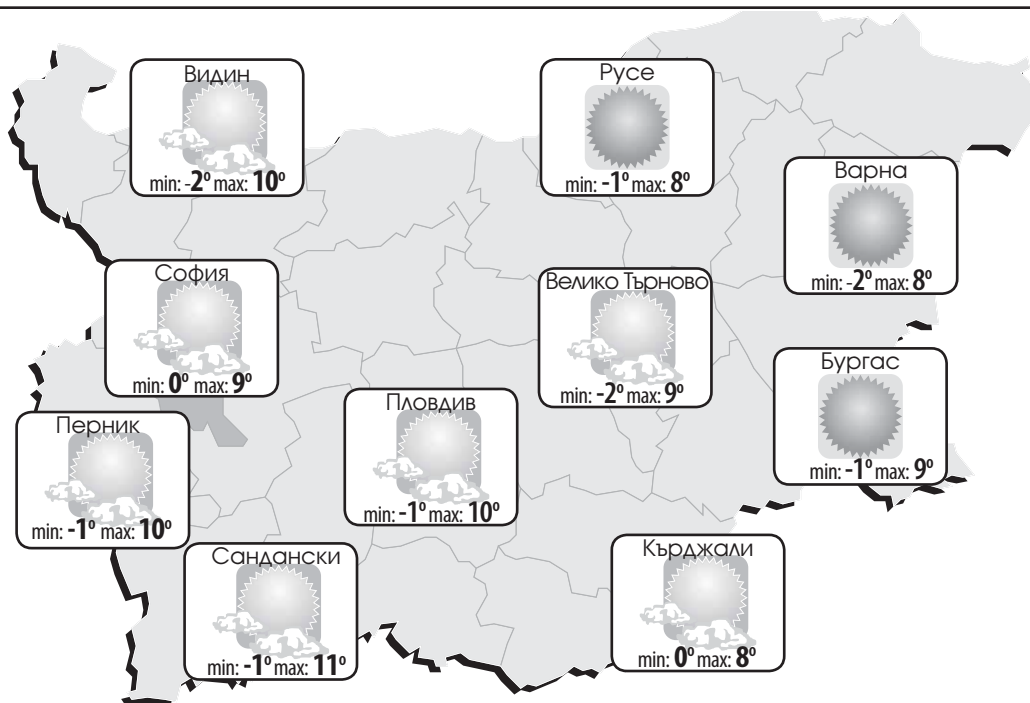 Видин
min: -2° max: 10°
Русе
min: -1° max: 8°
Варна
min: -2° max: 8°
София
min: 0° max: 9°
Велико Търново
min: -2° max: 9°
Бургас
min: -1° max: 9°
Пловдив
min: -1° max: 10°
Перник
min: -1° max: 10°
Сандански
min: -1° max: 11°
Кърджали
min: 0° max: 8°